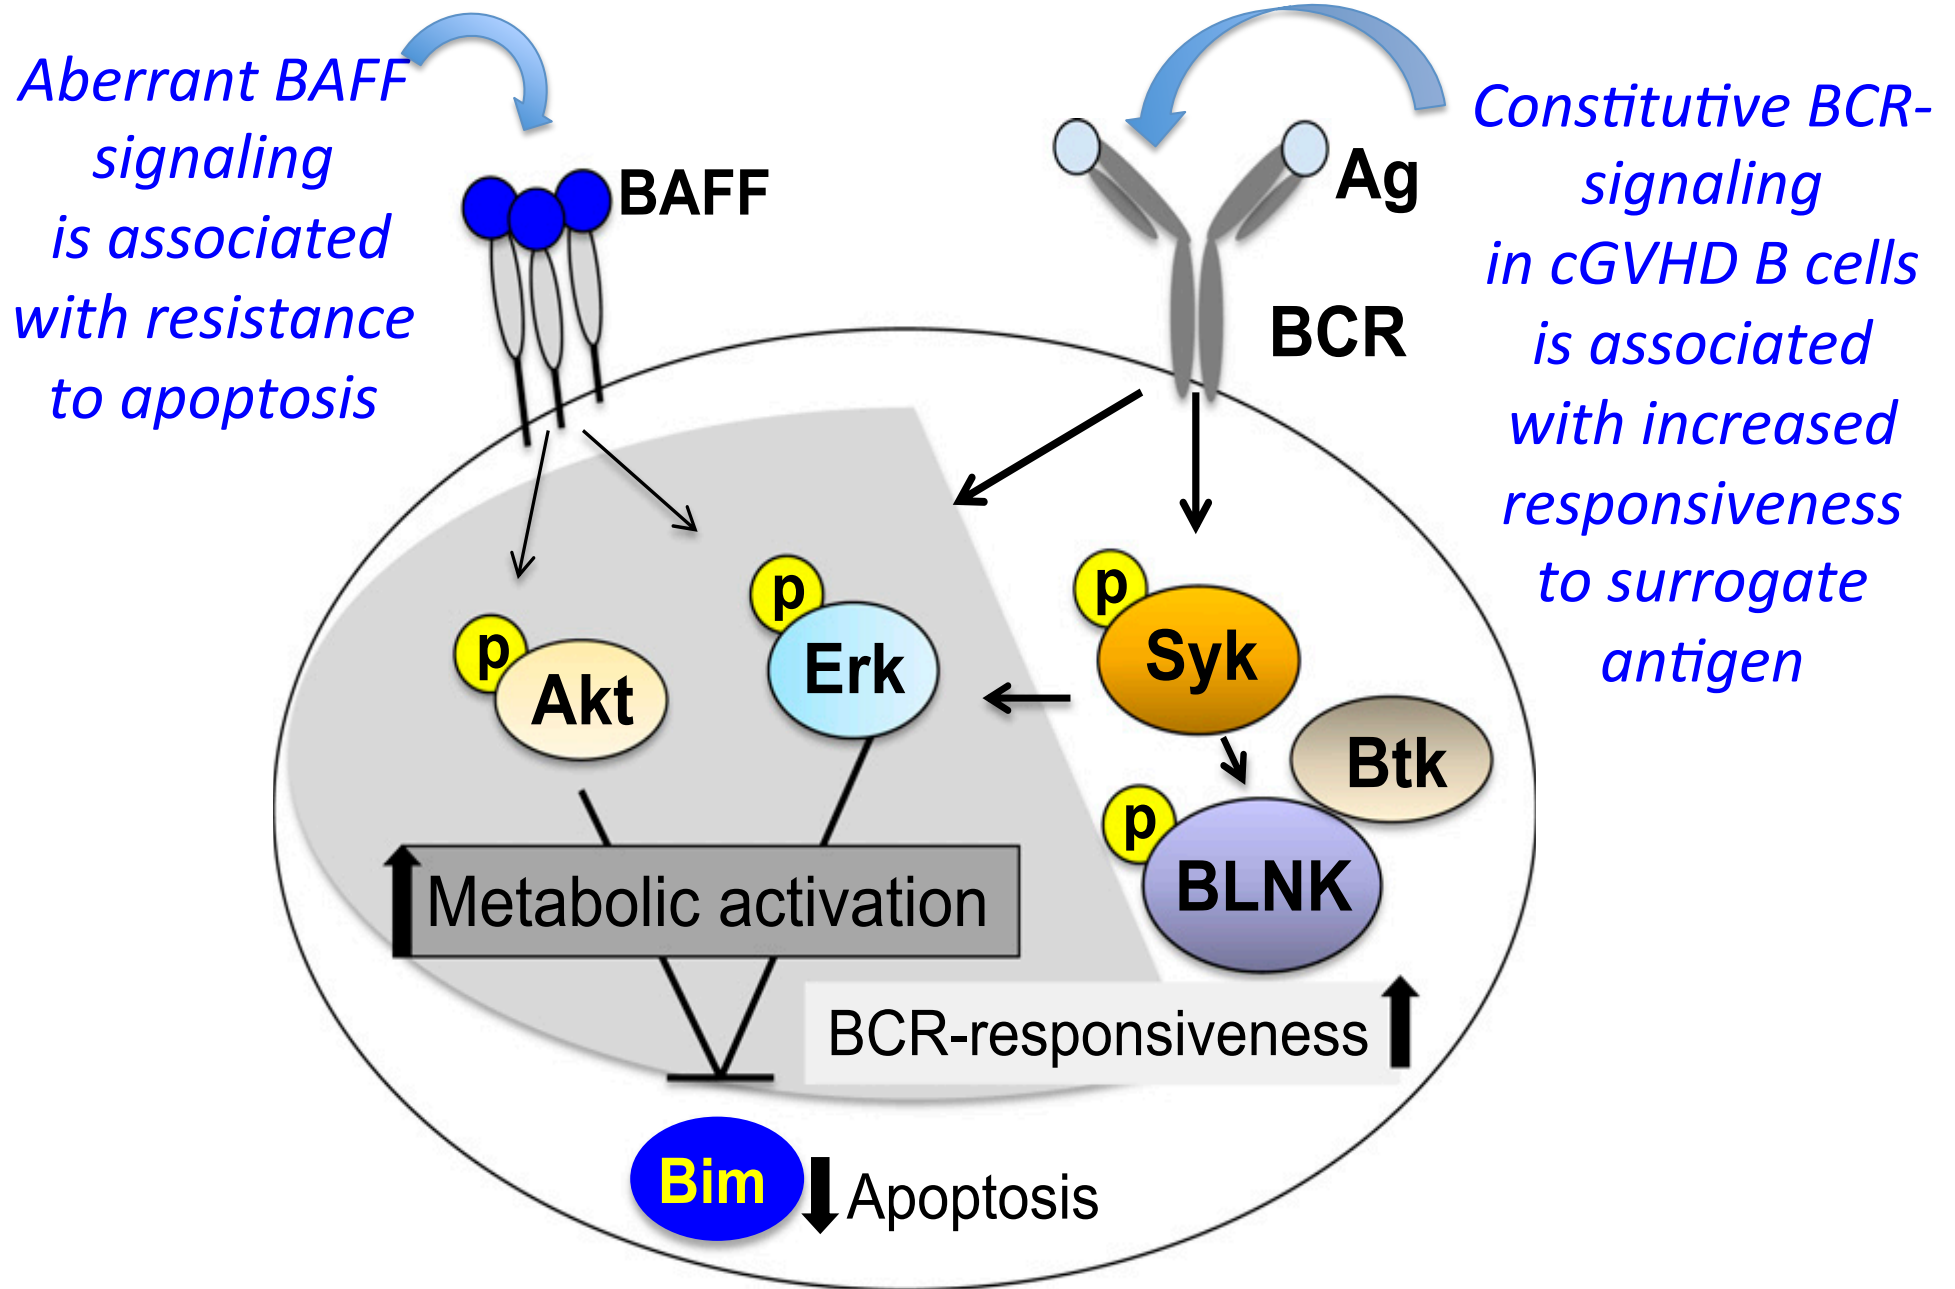 Aberrant BAFF
signaling
is associated
with resistance
to apoptosis
BAFF
Ag
BCR
Constitutive BCR-
signaling
in cGVHD B cells
is associated
with increased
responsiveness
to surrogate
antigen
p
Akt
p
Erk
p
Syk
Btk
p
BLNK
Metabolic activation
BCR-responsiveness
Bim
Apoptosis